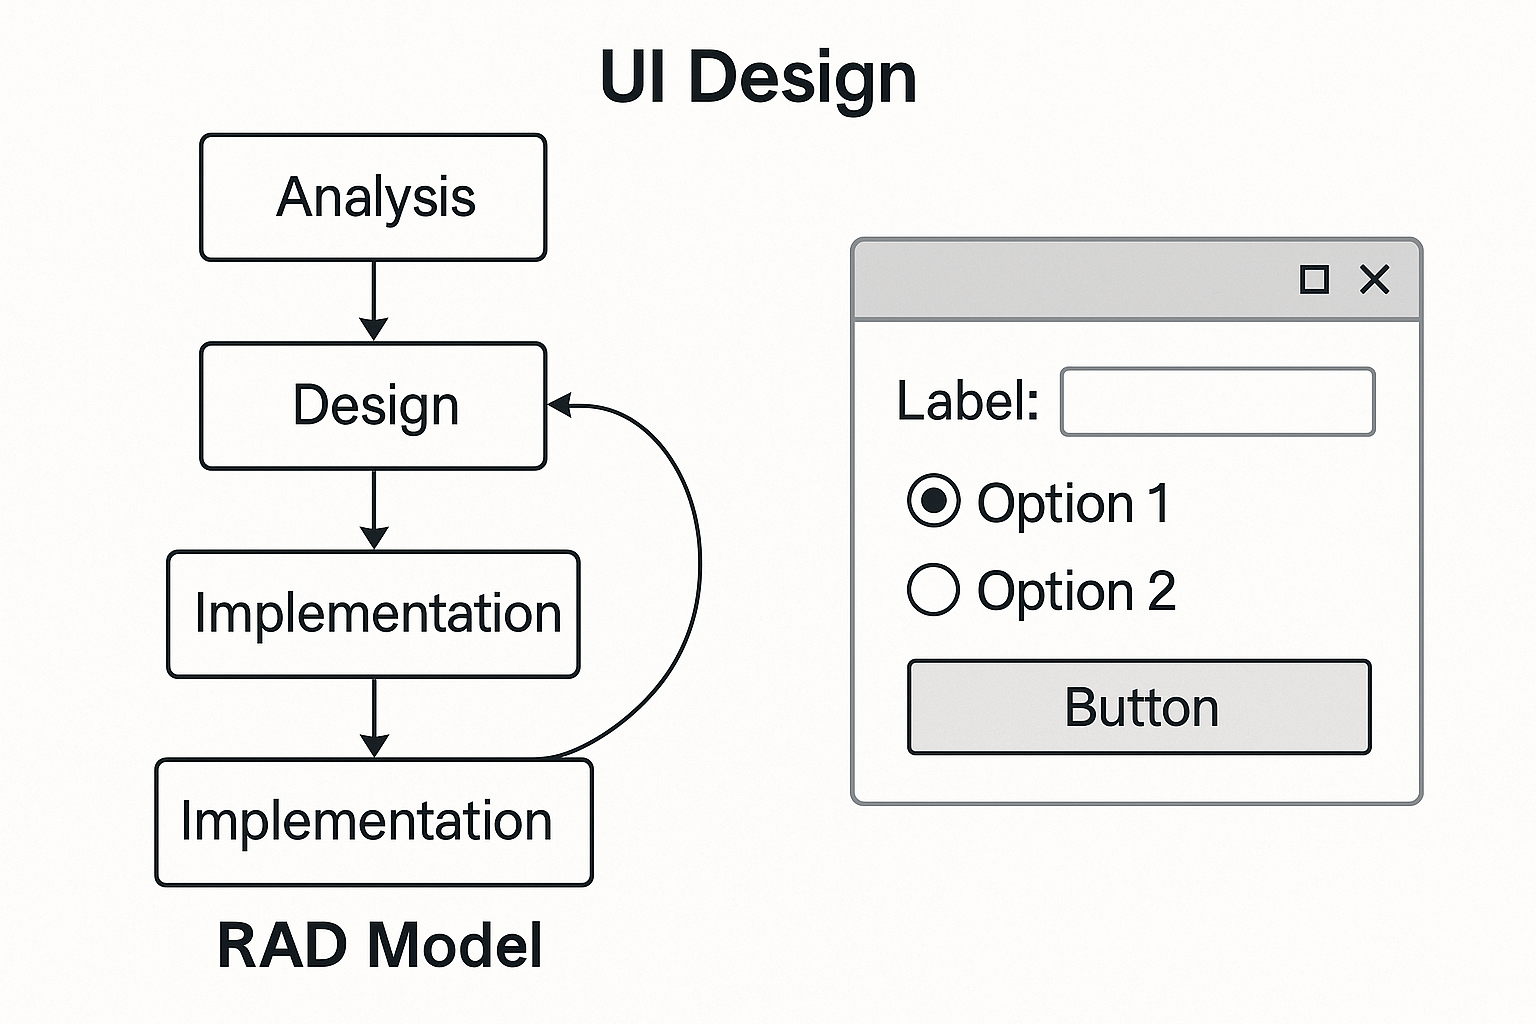 UI Design
Analysis
Design
Implementation
Implementation
RAD Model
Label:
Option 1
Option 2
Button